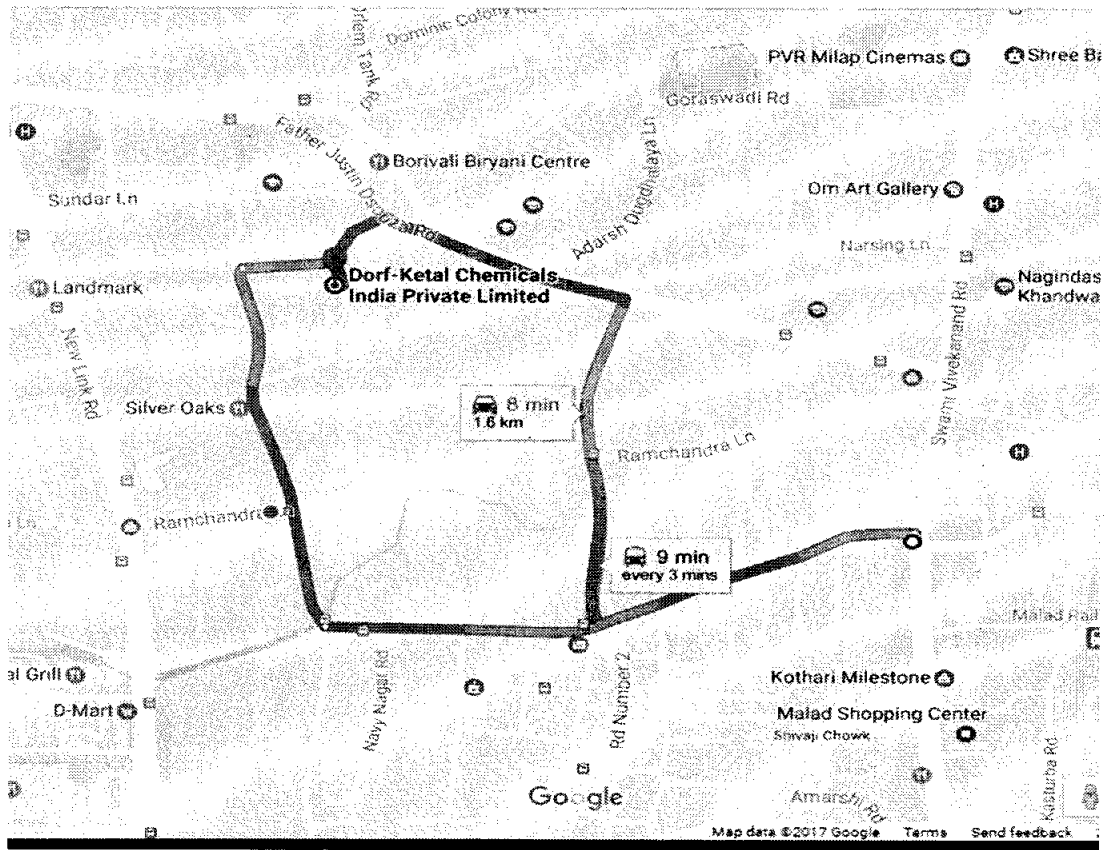 Dominic Colony Rd
Orlem Tank Rd
PVR Milap Cinemas
Shree Ba
Goraswadi Rd
Father Justin Dsouza Rd
Borivali Biryani Centre
Adarsh Dugdhalaya Ln
Om Art Gallery
Sundar Ln
Narsing Ln
Dorf-Ketal Chemicals
India Private Limited
Landmark
Nagindas
Khandwa
New Link Rd
Swami Vivekanand Rd
Silver Oaks
8 min
1.6 km
Ramchandra Ln
Ramchandra
9 min
every 3 mins
Malad Rail
al Grill
Navy Nagar Rd
Rd Number 2
Kothari Milestone
D-Mart
Malad Shopping Center
Shivaji Chowk
Kasturba Rd
Google
Amarshi Rd
Map data ©2017 Google
Terms
Send feedback